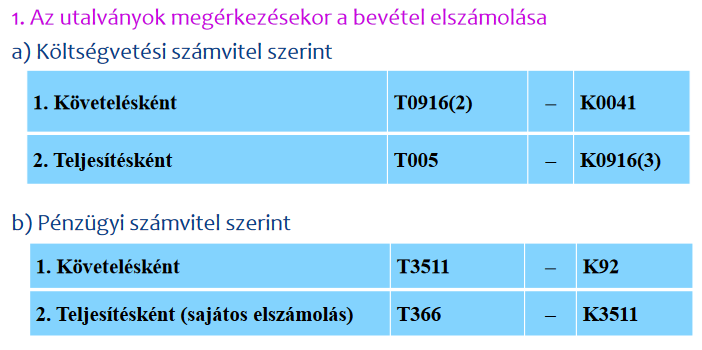 1. Az utalványok megérkezésekor a bevétel elszámolása
a) Költségvetési számvitel szerint
1. Követelésként T0916(2) – K0041
2. Teljesítésként T005 – K0916(3)
b) Pénzügyi számvitel szerint
1. Követelésként T3511 – K92
2. Teljesítésként (sajátos elszámolás) T366 – K3511